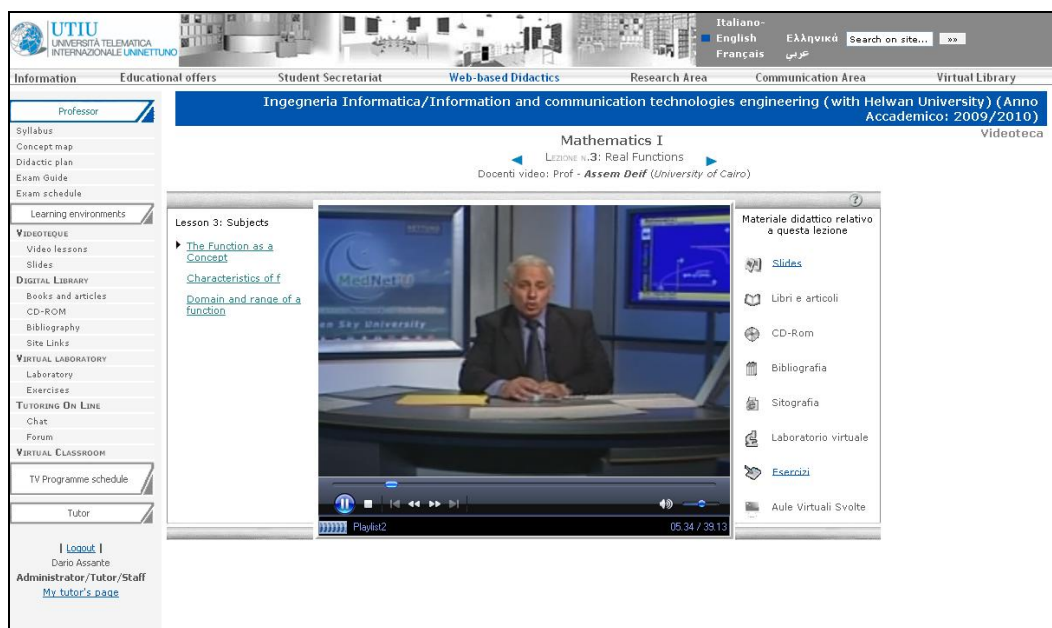 UTIU
UNIVERSITÀ TELEMATICA
INTERNAZIONALE UNINETTUNO
Italiano-
English Ελληνικά Search on site... »»
Français عربي
Information Educational offers Student Secretariat Web-based Didactics Research Area Communication Area Virtual Library
Ingegneria Informatica/Information and communication technologies engineering (with Helwan University) (Anno
Accademico: 2009/2010)
Videoteca
Mathematics I
LEZIONE N.3: Real Functions
Docenti video: Prof - Assem Deif (University of Cairo)
Professor
Syllabus
Concept map
Didactic plan
Exam Guide
Exam schedule
Learning environments
VIDEOTEQUE
Video lessons
Slides
DIGITAL LIBRARY
Books and articles
CD-ROM
Bibliography
Site Links
VIRTUAL LABORATORY
Laboratory
Exercises
TUTORING ON LINE
Chat
Forum
VIRTUAL CLASSROOM
TV Programme schedule
Tutor
| Logout |
Dario Assante
Administrator/Tutor/Staff
My tutor's page
Lesson 3: Subjects
The Function as a
Concept
Characteristics of f
Domain and range of a
function
NETTUNO
MedNet'U
en Sky University
Playlist2 05:34 / 39:13
?
Materiale didattico relativo
a questa lezione
Slides
Libri e articoli
CD-Rom
Bibliografia
Sitografia
Laboratorio virtuale
Esercizi
Aule Virtuali Svolte